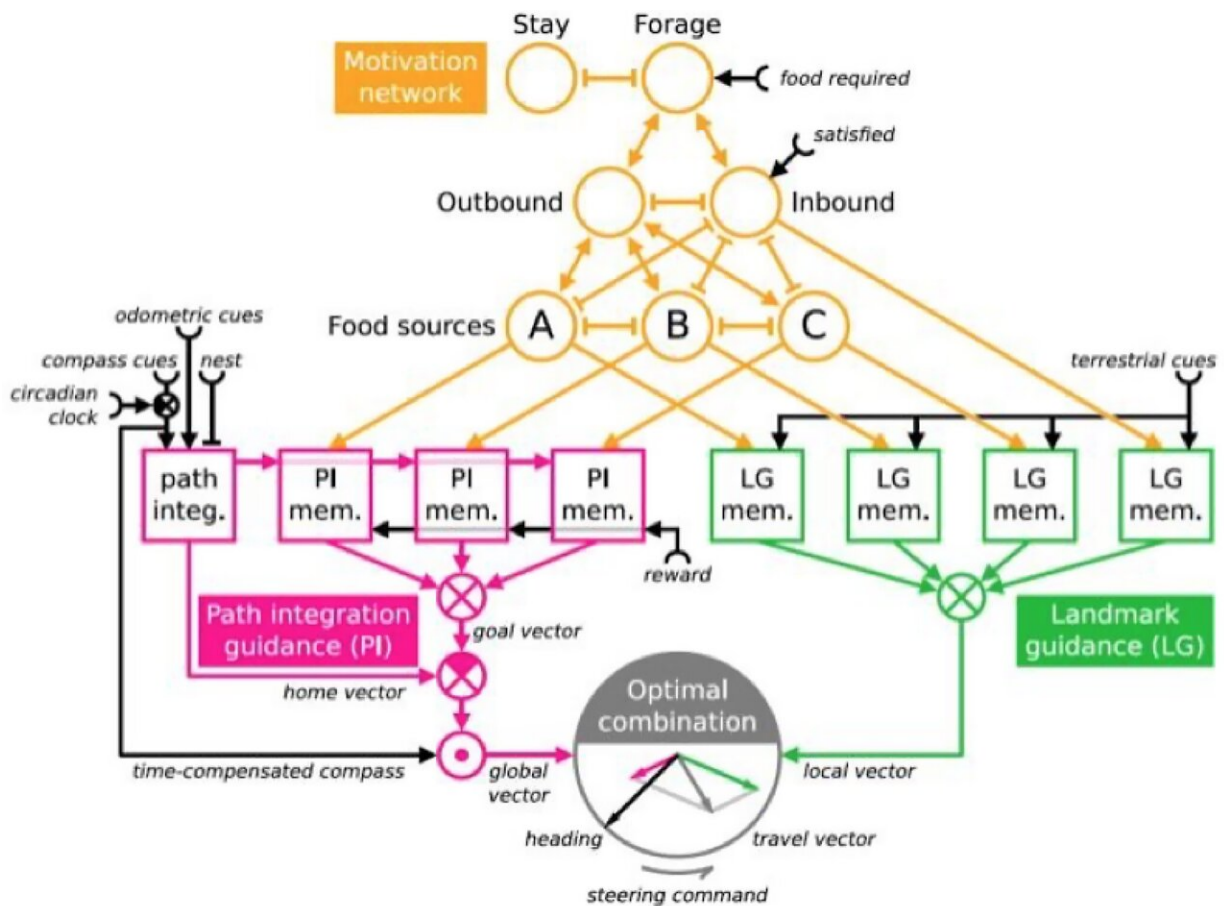 Stay
Forage
Motivation
network
food required
satisfied
Outbound
Inbound
Food sources
A
B
C
odometric cues
compass cues
nest
circadian
clock
terrestrial cues
path
integ.
PI
mem.
PI
mem.
PI
mem.
LG
mem.
LG
mem.
LG
mem.
LG
mem.
reward
Path integration
guidance (PI)
goal vector
Landmark
guidance (LG)
home vector
Optimal
combination
time-compensated compass
global
vector
local vector
heading
travel vector
steering command